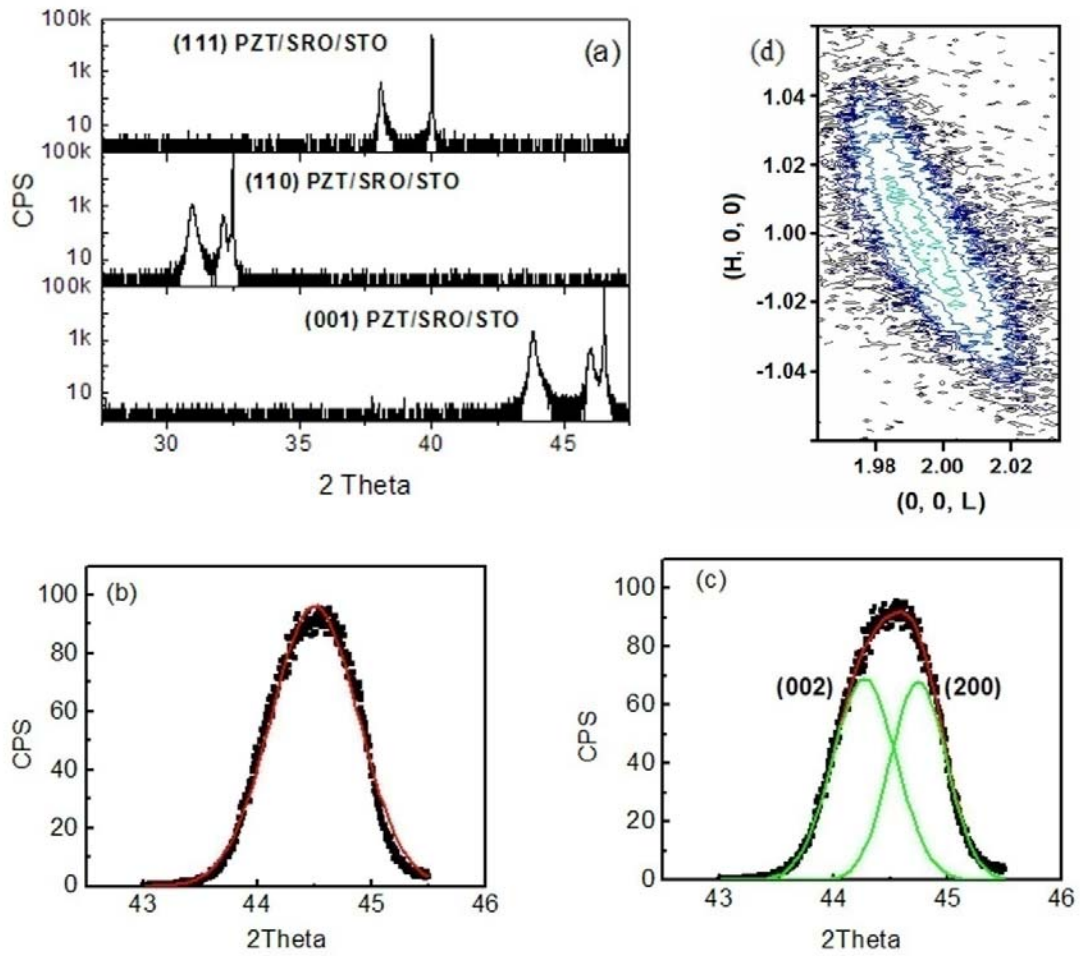 100k
(111) PZT/SRO/STO
(a)
1k
10
100k
(110) PZT/SRO/STO
1k
10
100k
(001) PZT/SRO/STO
1k
10
CPS
30 35 40 45
2 Theta
(d)
1.04
1.02
1.00
-1.02
-1.04
(H, 0, 0)
1.98 2.00 2.02
(0, 0, L)
(b)
100
80
60
40
20
0
CPS
43 44 45 46
2Theta
(c)
100
80
(002) (200)
60
40
20
0
CPS
43 44 45 46
2Theta